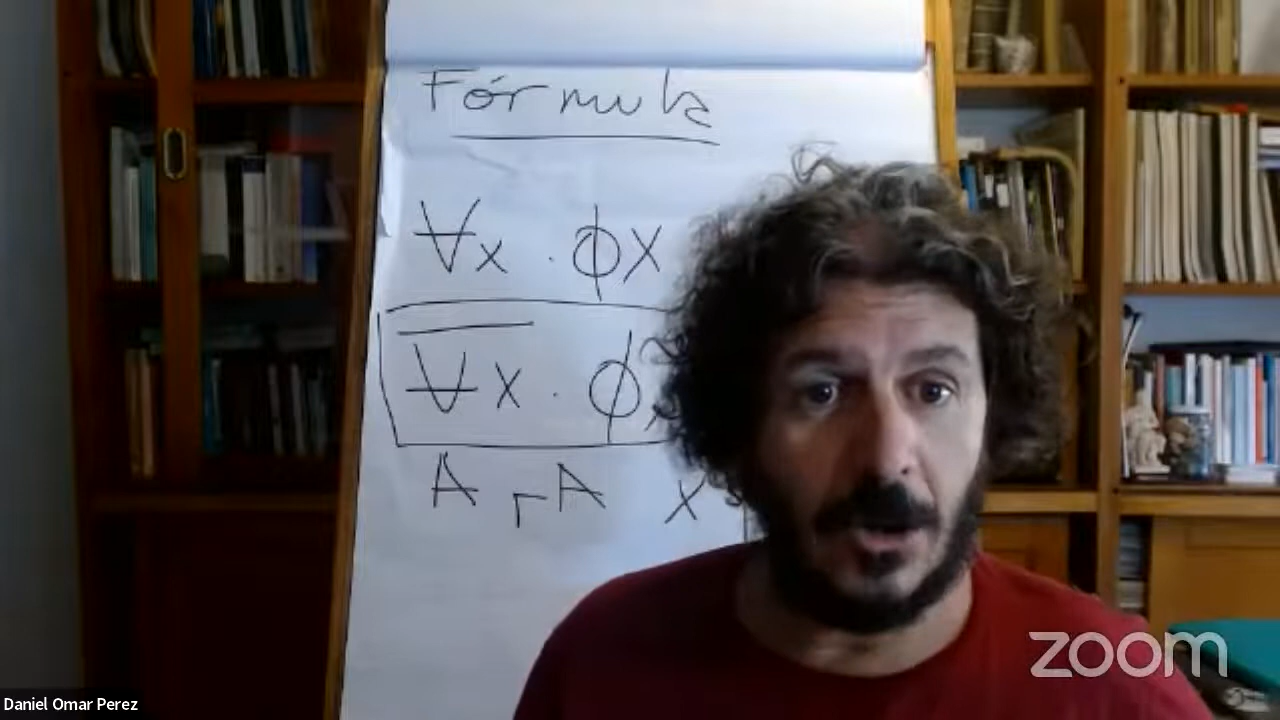 Fórmula
∀x . ϕx
∀̅x̅ . ϕ
A ┌A x
zoom
Daniel Omar Perez